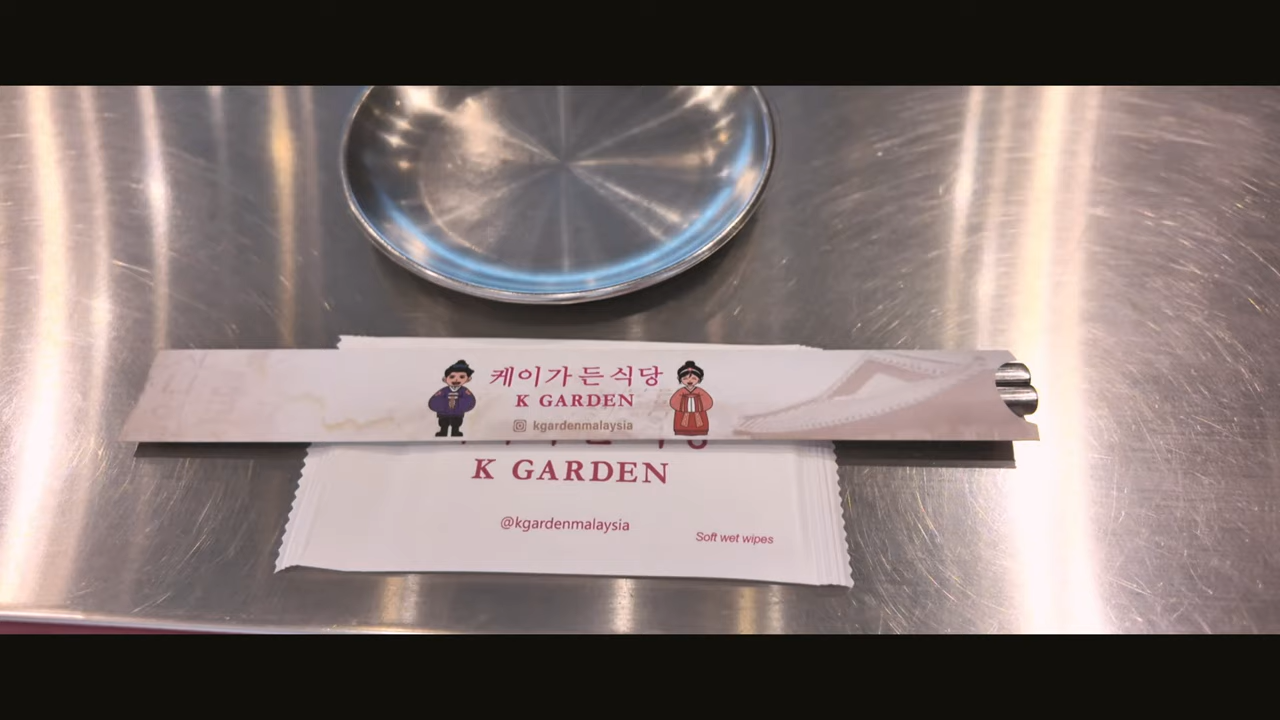 케이가든식당
K GARDEN
kgardenmalaysia
K GARDEN
@kgardenmalaysia
Soft wet wipes